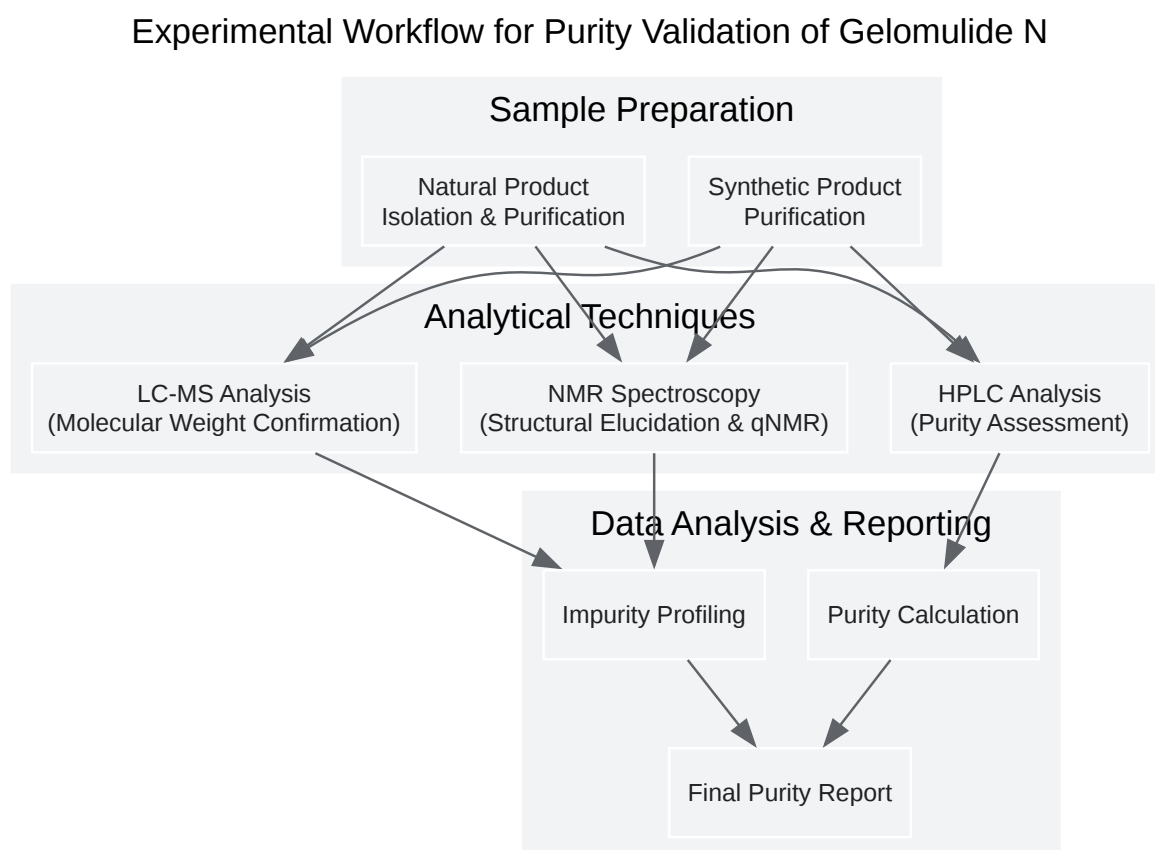 Experimental Workflow for Purity Validation of Gelomulide N
Sample Preparation
Natural Product
Isolation & Purification
Synthetic Product
Purification
Analytical Techniques
LC-MS Analysis
(Molecular Weight Confirmation)
NMR Spectroscopy
(Structural Elucidation & qNMR)
HPLC Analysis
(Purity Assessment)
Data Analysis & Reporting
Impurity Profiling
Purity Calculation
Final Purity Report